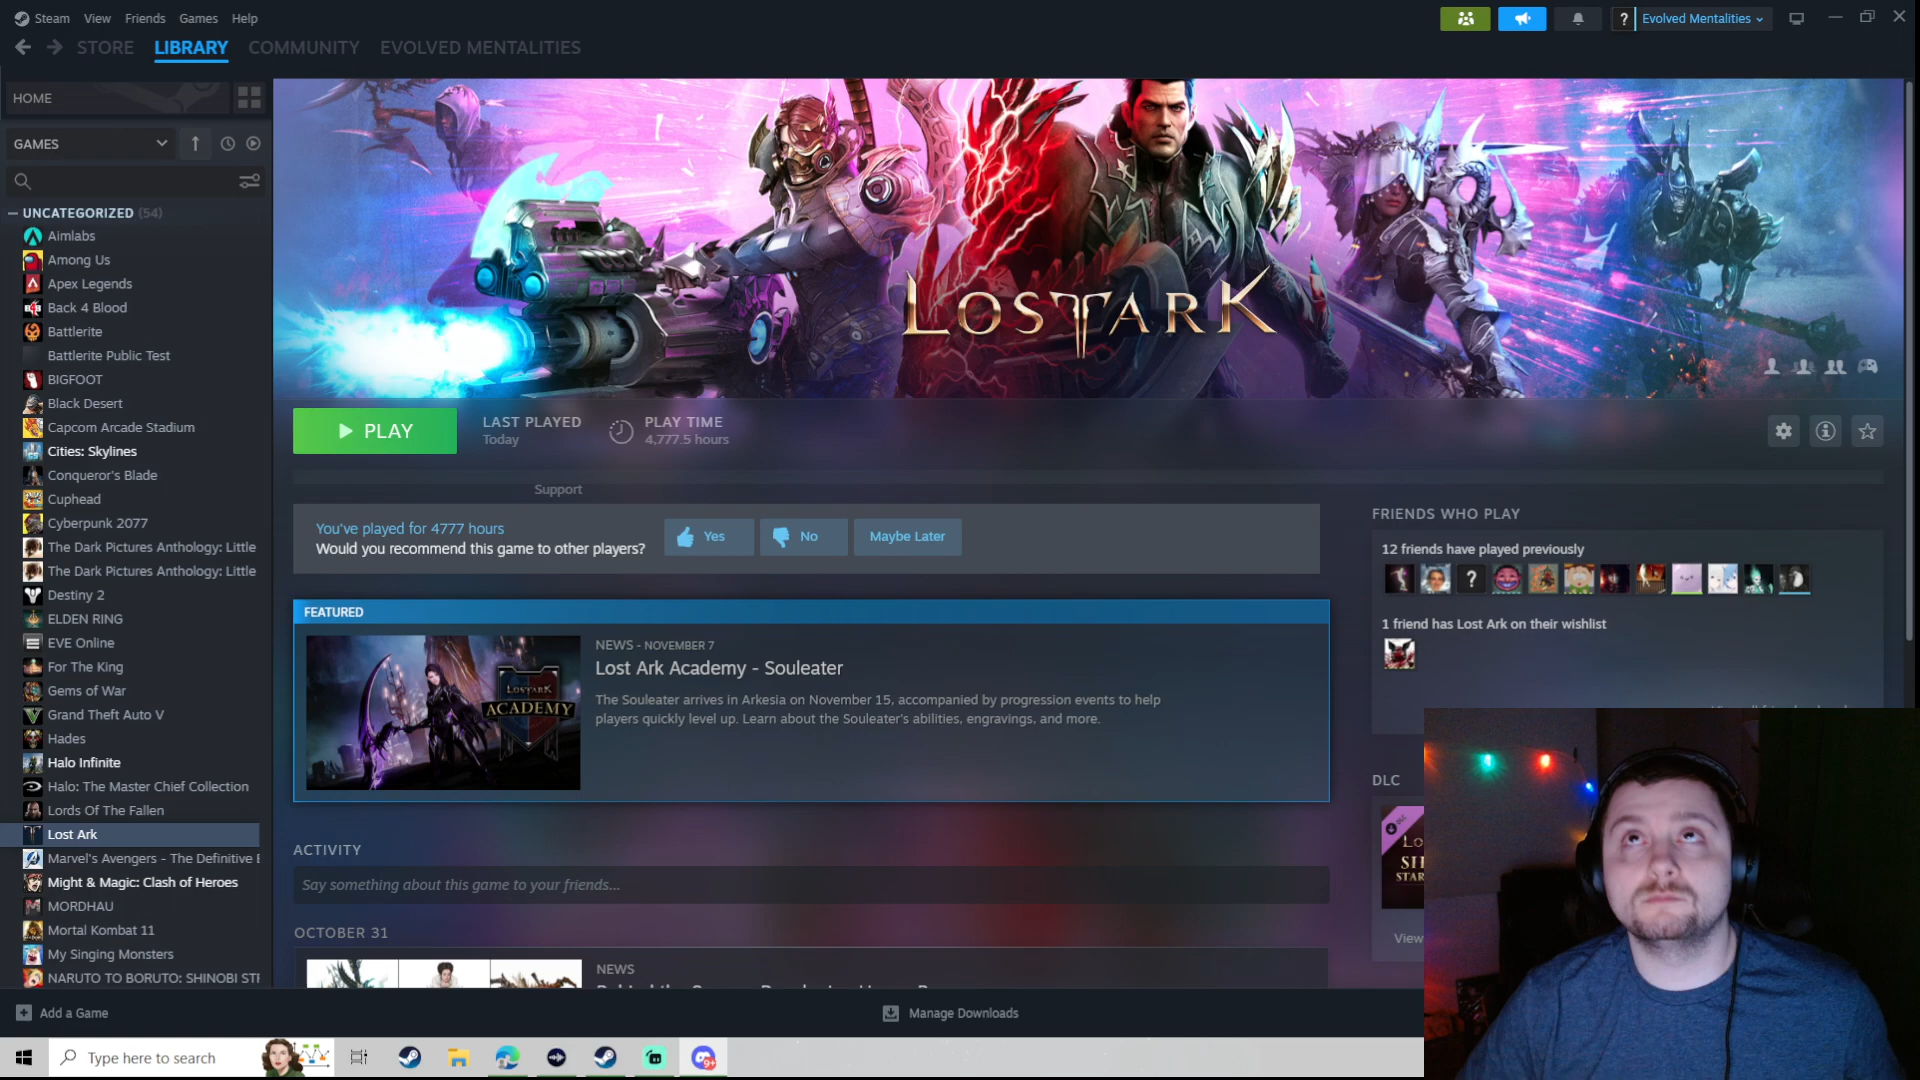 Steam View Friends Games Help
Evolved Mentalities
STORE LIBRARY COMMUNITY EVOLVED MENTALITIES
HOME
GAMES
UNCATEGORIZED (54)
Aimlabs
Among Us
Apex Legends
Back 4 Blood
Battlerite
Battlerite Public Test
BIGFOOT
Black Desert
Capcom Arcade Stadium
Cities: Skylines
Conqueror's Blade
Cuphead
Cyberpunk 2077
The Dark Pictures Anthology: Little
The Dark Pictures Anthology: Little
Destiny 2
ELDEN RING
EVE Online
For The King
Gems of War
Grand Theft Auto V
Hades
Halo Infinite
Halo: The Master Chief Collection
Lords Of The Fallen
Lost Ark
Marvel's Avengers - The Definitive E
Might & Magic: Clash of Heroes
MORDHAU
Mortal Kombat 11
My Singing Monsters
NARUTO TO BORUTO: SHINOBI STR
Add a Game
LOST ARK
PLAY
LAST PLAYED
Today
PLAY TIME
4,777.5 hours
Support
You've played for 4777 hours
Would you recommend this game to other players?
Yes
No
Maybe Later
FEATURED
LOST ARK
ACADEMY
NEWS - NOVEMBER 7
Lost Ark Academy - Souleater
The Souleater arrives in Arkesia on November 15, accompanied by progression events to help
players quickly level up. Learn about the Souleater's abilities, engravings, and more.
ACTIVITY
Say something about this game to your friends...
OCTOBER 31
NEWS
FRIENDS WHO PLAY
12 friends have played previously
?
1 friend has Lost Ark on their wishlist
DLC
DLC
View
Manage Downloads
Type here to search
9+